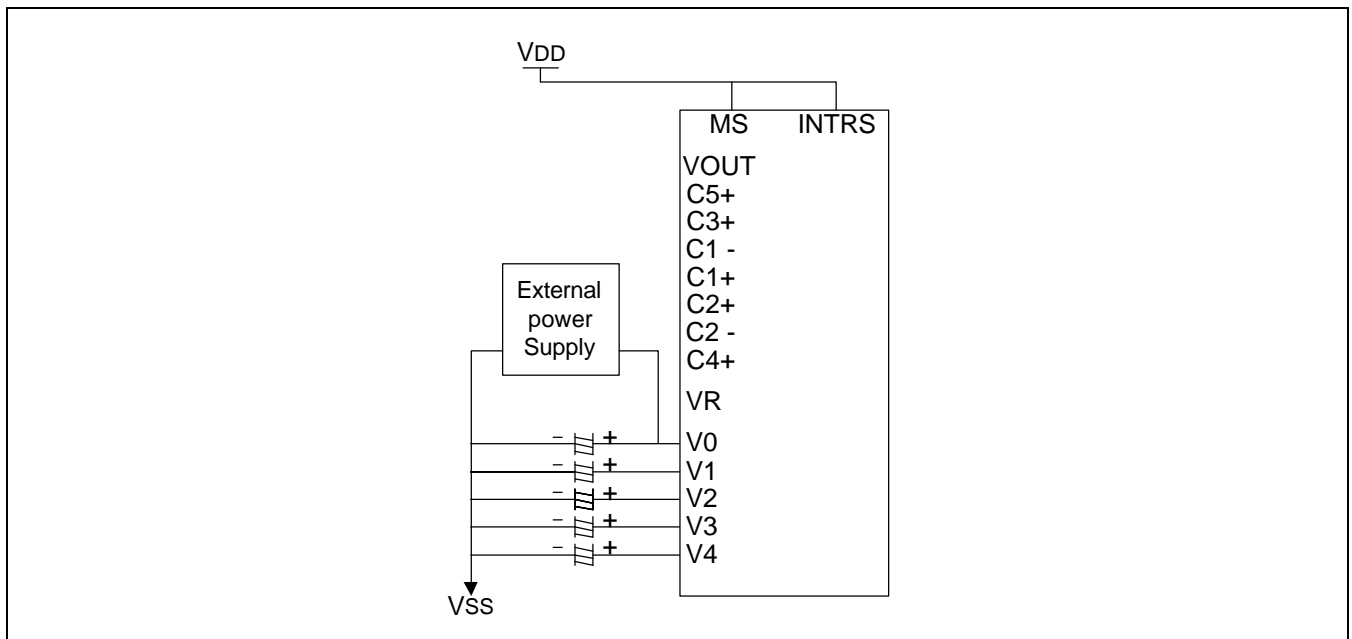 VDD
MS INTRS
VOUT
C5+
C3+
C1 -
C1+
C2+
C2 -
C4+
VR
External
power
Supply
− + V0
− + V1
− + V2
− + V3
− + V4
VSS